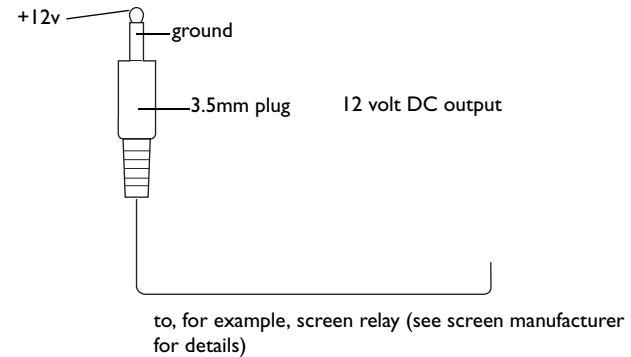 +12v
ground
3.5mm plug
12 volt DC output
to, for example, screen relay (see screen manufacturer
for details)